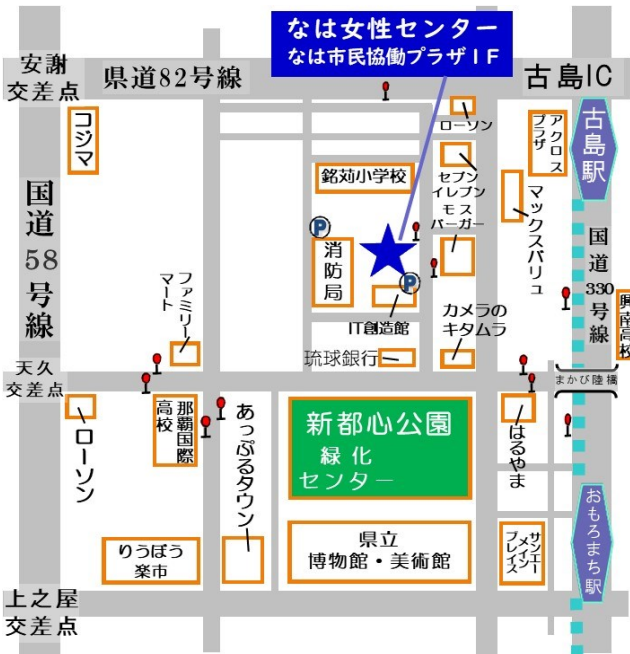 なは女性センター
なは市民協働プラザ1F
安謝
交差点
県道82号線
古島IC
コジマ
ローソン
アクロス
プラザ
古島駅
銘苅小学校
セブン
イレブン
モス
バーガー
マックスバリュ
国道58号線
P
消防局
P
国道330号線
興南高校
ファミリー
マート
IT創造館
カメラの
キタムラ
琉球銀行
天久
交差点
まかび陸橋
ローソン
那覇国際
高校
あっぷるタウン
新都心公園
緑化
センター
はるやま
りうぼう
楽市
県立
博物館・美術館
サンエー
メイン
プレイス
おもろまち駅
上之屋
交差点